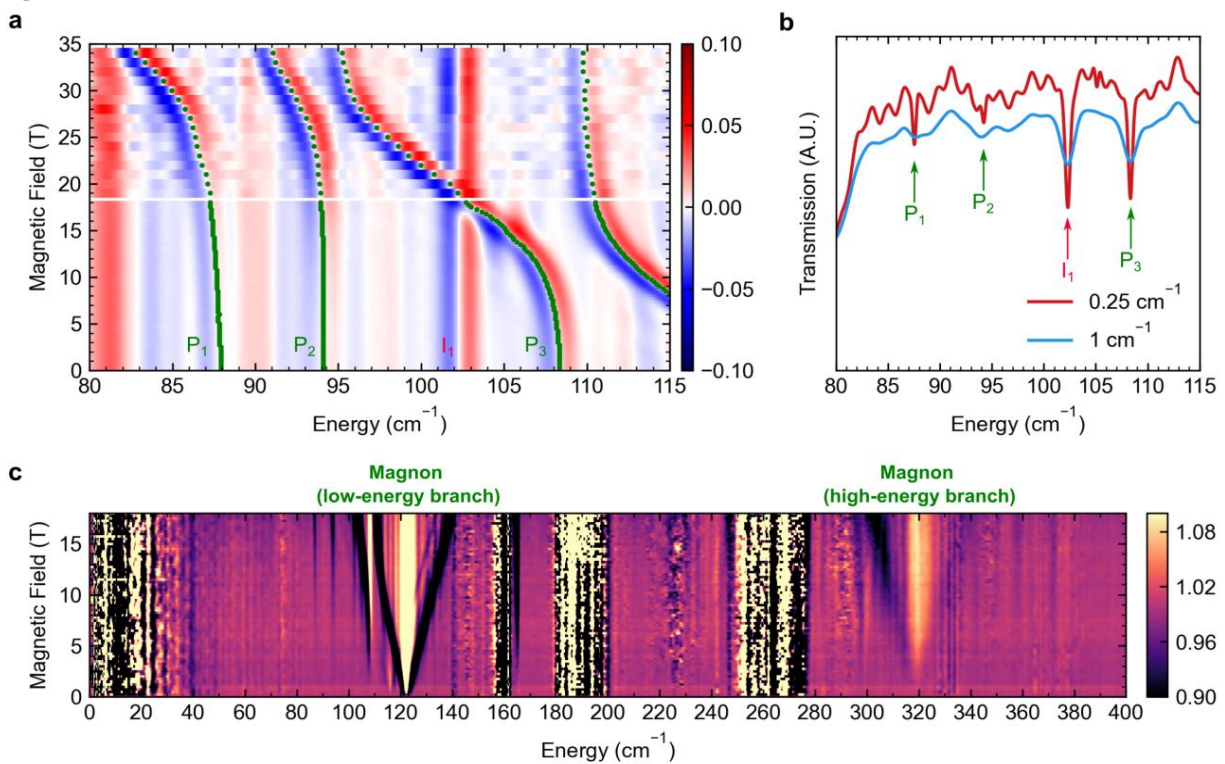 a
35
30
25
20
15
10
5
0
Magnetic Field (T)
P₁
P₂
I₁
P₃
80 85 90 95 100 105 110 115
Energy (cm⁻¹)
0.10
0.05
0.00
−0.05
−0.10
b
Transmission (A.U.)
P₁
P₂
I₁
P₃
0.25 cm⁻¹
1 cm⁻¹
80 85 90 95 100 105 110 115
Energy (cm⁻¹)
c
Magnon
(low-energy branch)
Magnon
(high-energy branch)
15
10
5
0
Magnetic Field (T)
0 20 40 60 80 100 120 140 160 180 200 220 240 260 280 300 320 340 360 380 400
Energy (cm⁻¹)
1.08
1.02
0.96
0.90